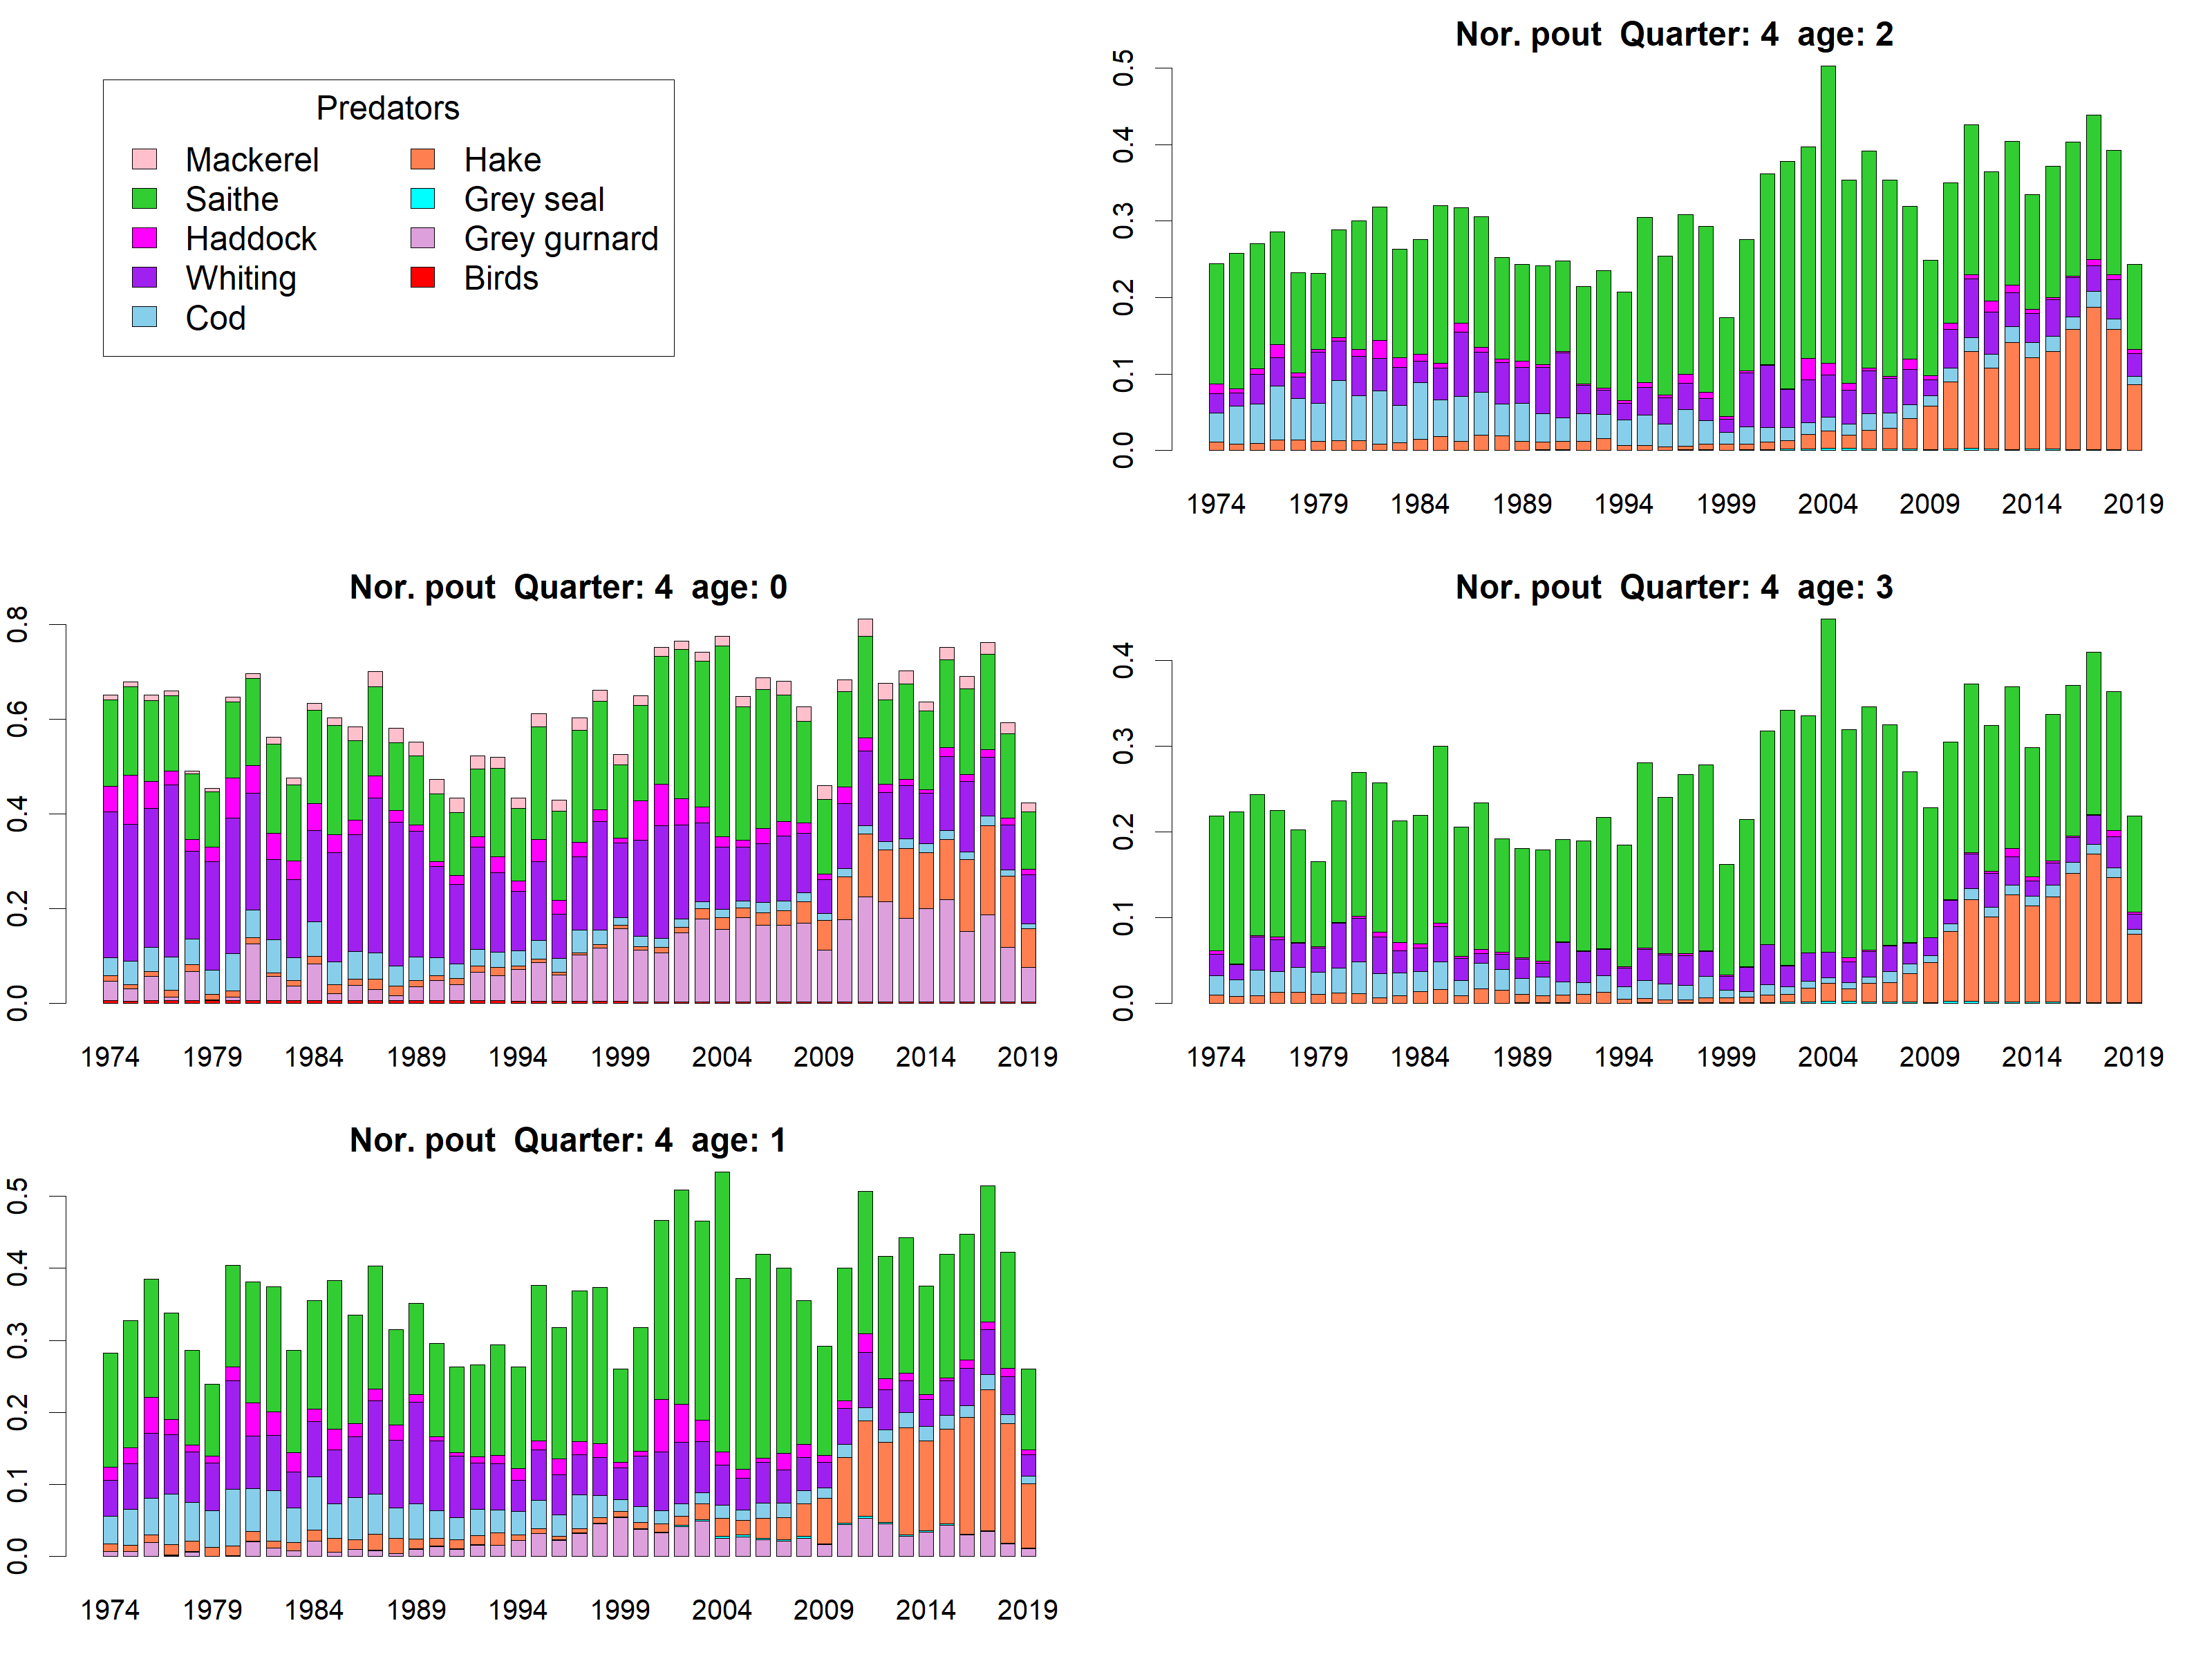 Predators
Mackerel
Saithe
Haddock
Whiting
Cod
Hake
Grey seal
Grey gurnard
Birds
Nor. pout Quarter: 4 age: 2
0.5
0.4
0.3
0.2
0.1
0.0
1974 1979 1984 1989 1994 1999 2004 2009 2014 2019
Nor. pout Quarter: 4 age: 0
0.8
0.6
0.4
0.2
0.0
1974 1979 1984 1989 1994 1999 2004 2009 2014 2019
Nor. pout Quarter: 4 age: 3
0.4
0.3
0.2
0.1
0.0
1974 1979 1984 1989 1994 1999 2004 2009 2014 2019
Nor. pout Quarter: 4 age: 1
0.5
0.4
0.3
0.2
0.1
0.0
1974 1979 1984 1989 1994 1999 2004 2009 2014 2019